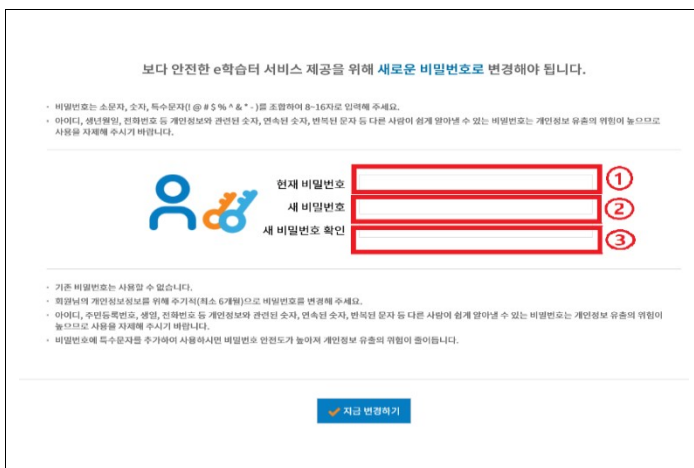 보다 안전한 e학습터 서비스 제공을 위해 새로운 비밀번호로 변경해야 됩니다.
· 비밀번호는 소문자, 숫자, 특수문자(! @ # $ % ^ & * - )를 조합하여 8~16자로 입력해 주세요.
· 아이디, 생년월일, 전화번호 등 개인정보와 관련된 숫자, 연속된 숫자, 반복된 문자 등 다른 사람이 쉽게 알아낼 수 있는 비밀번호는 개인정보 유출의 위험이 높으므로
사용을 자제해 주시기 바랍니다.
현재 비밀번호 ①
새 비밀번호 ②
새 비밀번호 확인 ③
· 기존 비밀번호는 사용할 수 없습니다.
· 회원님의 개인정보정보를 위해 주기적(최소 6개월)으로 비밀번호를 변경해 주세요.
· 아이디, 주민등록번호, 생일, 전화번호 등 개인정보와 관련된 숫자, 연속된 숫자, 반복된 문자 등 다른 사람이 쉽게 알아낼 수 있는 비밀번호는 개인정보 유출의 위험이
높으므로 사용을 자제해 주시기 바랍니다.
· 비밀번호에 특수문자를 추가하여 사용하시면 비밀번호 안전도가 높아져 개인정보 유출의 위험이 줄어듭니다.
지금 변경하기